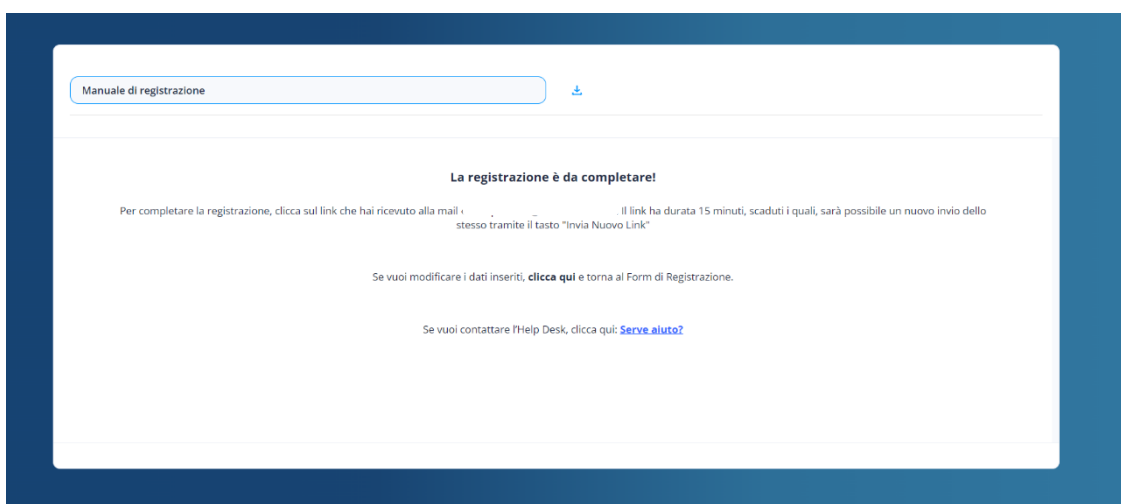 Manuale di registrazione
La registrazione è da completare!
Per completare la registrazione, clicca sul link che hai ricevuto alla mail . Il link ha durata 15 minuti, scaduti i quali, sarà possibile un nuovo invio dello
stesso tramite il tasto "Invia Nuovo Link"
Se vuoi modificare i dati inseriti, clicca qui e torna al Form di Registrazione.
Se vuoi contattare l'Help Desk, clicca qui: Serve aiuto?